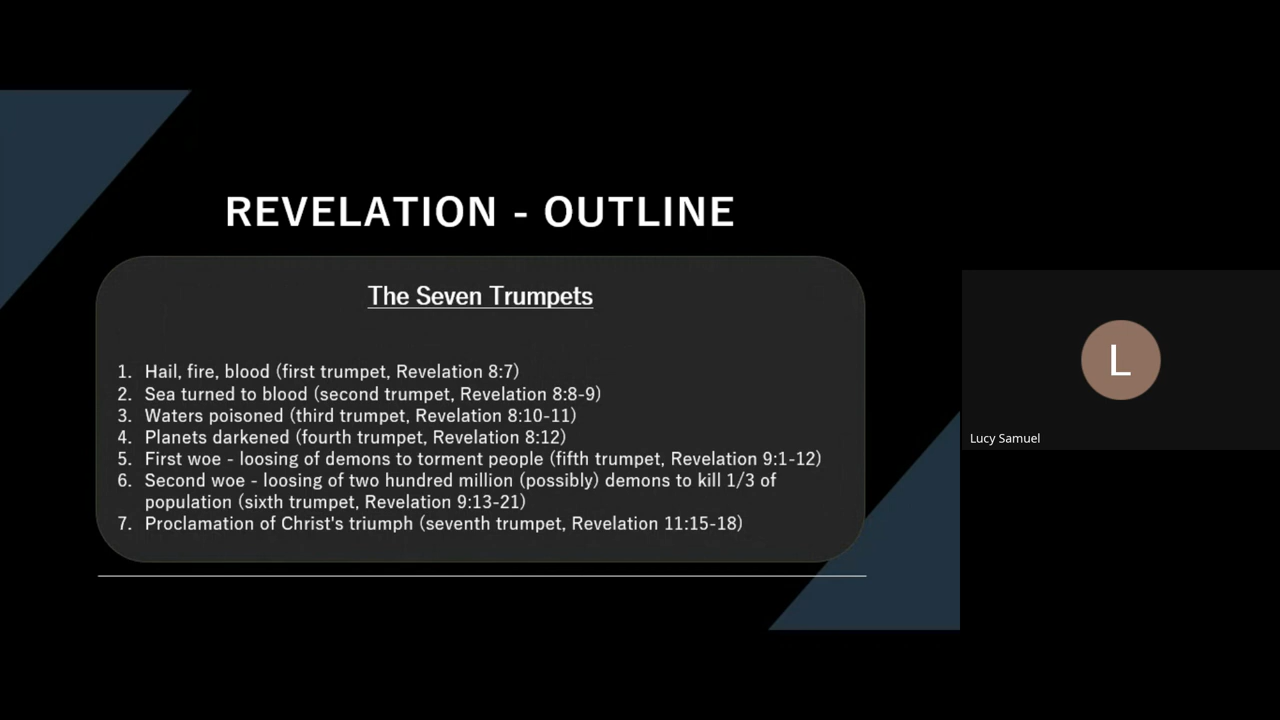 REVELATION - OUTLINE
The Seven Trumpets
1. Hail, fire, blood (first trumpet, Revelation 8:7)
2. Sea turned to blood (second trumpet, Revelation 8:8-9)
3. Waters poisoned (third trumpet, Revelation 8:10-11)
4. Planets darkened (fourth trumpet, Revelation 8:12)
5. First woe - loosing of demons to torment people (fifth trumpet, Revelation 9:1-12)
6. Second woe - loosing of two hundred million (possibly) demons to kill 1/3 of
population (sixth trumpet, Revelation 9:13-21)
7. Proclamation of Christ's triumph (seventh trumpet, Revelation 11:15-18)
L
Lucy Samuel